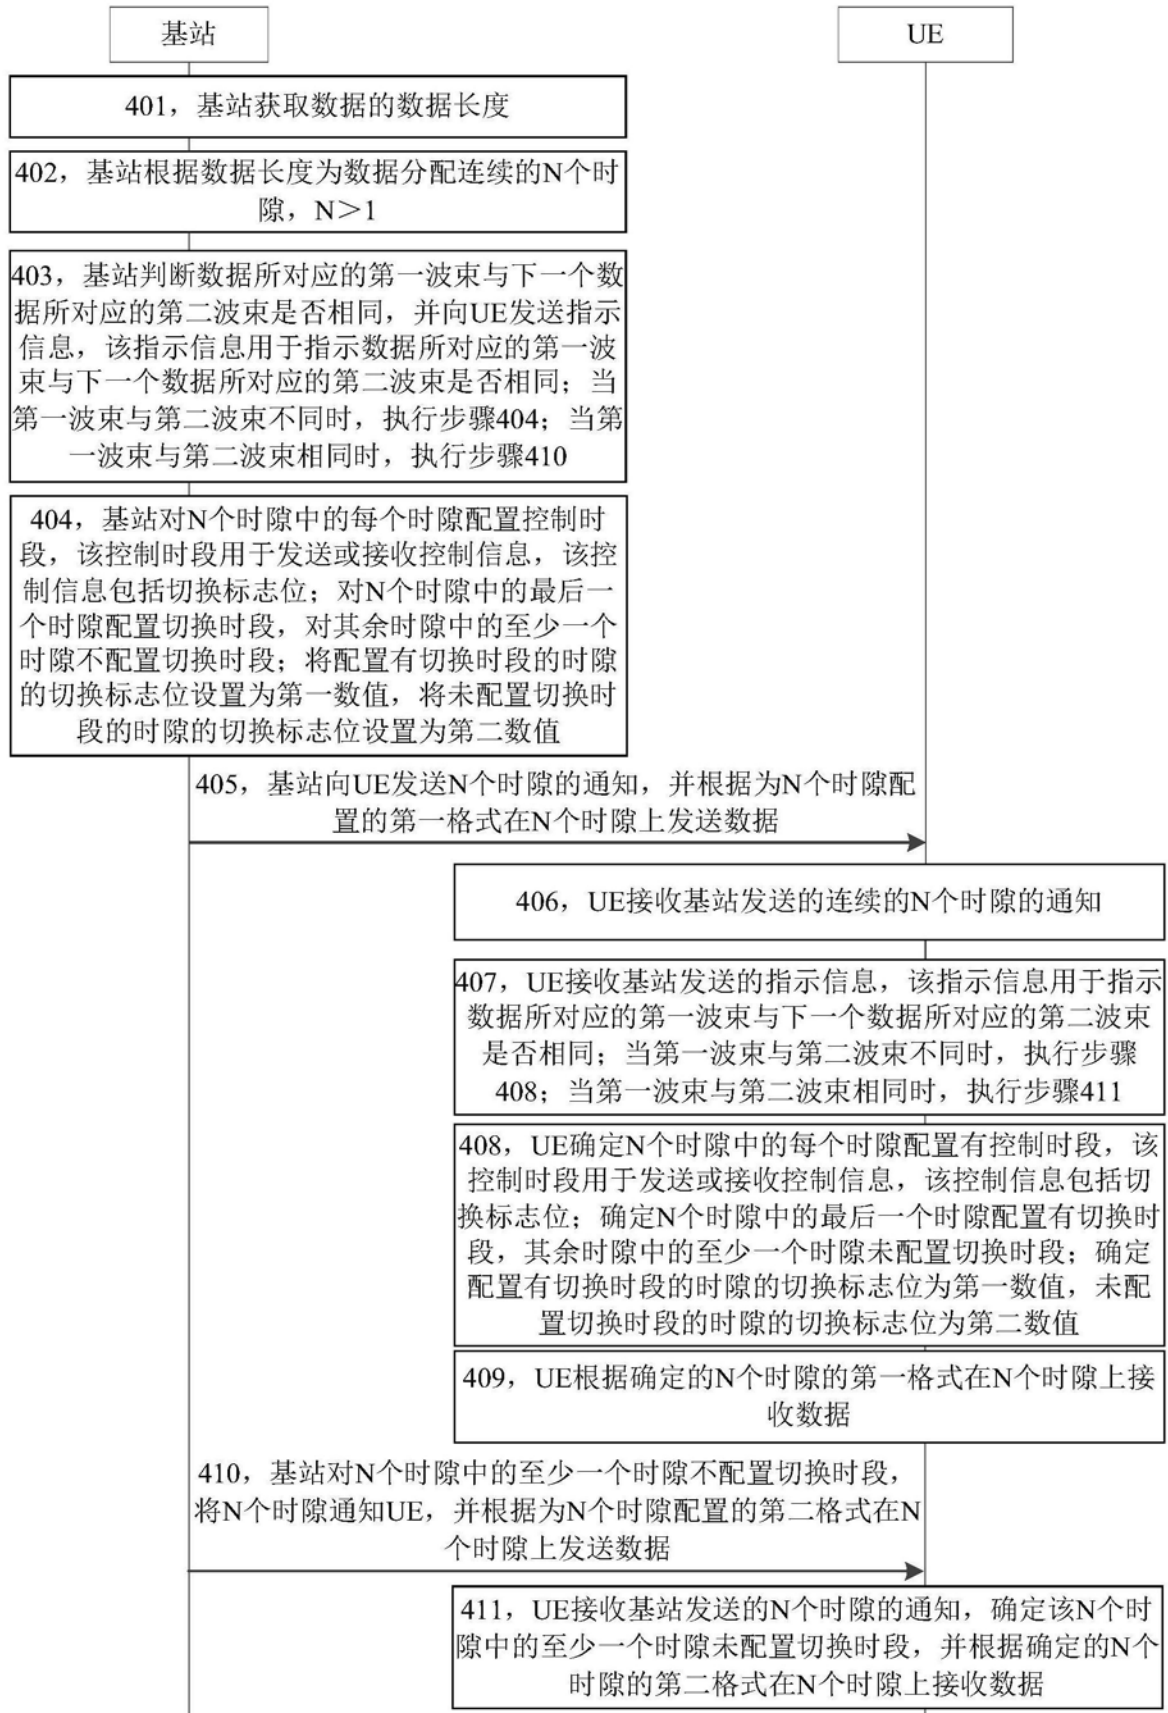 基站
UE
401，基站获取数据的数据长度
402，基站根据数据长度为数据分配连续的N个时
隙，N＞1
403，基站判断数据所对应的第一波束与下一个数
据所对应的第二波束是否相同，并向UE发送指示
信息，该指示信息用于指示数据所对应的第一波
束与下一个数据所对应的第二波束是否相同；当
第一波束与第二波束不同时，执行步骤404；当第
一波束与第二波束相同时，执行步骤410
404，基站对N个时隙中的每个时隙配置控制时
段，该控制时段用于发送或接收控制信息，该控
制信息包括切换标志位；对N个时隙中的最后一
个时隙配置切换时段，对其余时隙中的至少一个
时隙不配置切换时段；将配置有切换时段的时隙
的切换标志位设置为第一数值，将未配置切换时
段的时隙的切换标志位设置为第二数值
405，基站向UE发送N个时隙的通知，并根据为N个时隙配
置的第一格式在N个时隙上发送数据
406，UE接收基站发送的连续的N个时隙的通知
407，UE接收基站发送的指示信息，该指示信息用于指示
数据所对应的第一波束与下一个数据所对应的第二波束
是否相同；当第一波束与第二波束不同时，执行步骤
408；当第一波束与第二波束相同时，执行步骤411
408，UE确定N个时隙中的每个时隙配置有控制时段，该
控制时段用于发送或接收控制信息，该控制信息包括切
换标志位；确定N个时隙中的最后一个时隙配置有切换时
段，其余时隙中的至少一个时隙未配置切换时段；确定
配置有切换时段的时隙的切换标志位为第一数值，未配
置切换时段的时隙的切换标志位为第二数值
409，UE根据确定的N个时隙的第一格式在N个时隙上接
收数据
410，基站对N个时隙中的至少一个时隙不配置切换时段，
将N个时隙通知UE，并根据为N个时隙配置的第二格式在N
个时隙上发送数据
411，UE接收基站发送的N个时隙的通知，确定该N个时
隙中的至少一个时隙未配置切换时段，并根据确定的N个
时隙的第二格式在N个时隙上接收数据